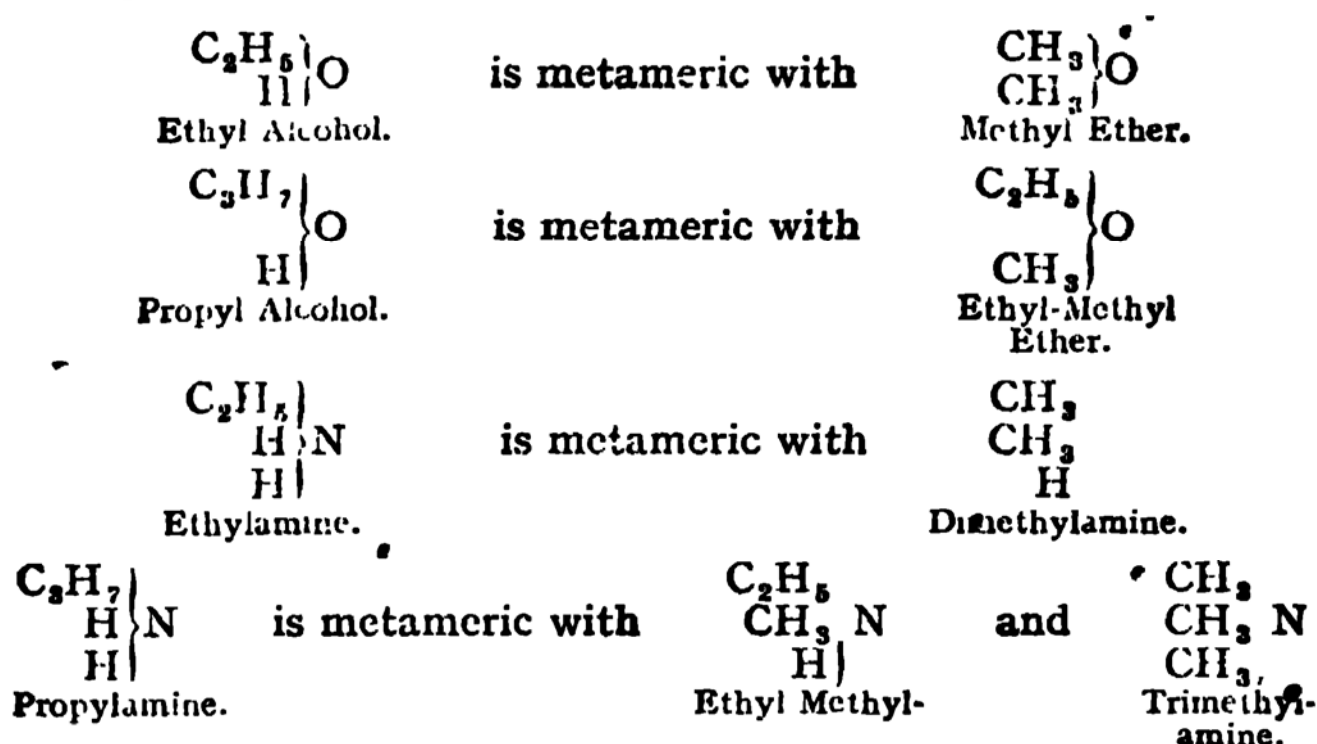 C₂H₅
H } O is metameric with CH₃
CH₃ } O
Ethyl Alcohol. Methyl Ether.
C₃H₇
H } O is metameric with C₂H₅
CH₃ } O
Propyl Alcohol. Ethyl-Methyl
Ether.
C₂H₅
H } N
H is metameric with CH₃
CH₃
H
Ethylamine. Dimethylamine.
C₃H₇
H } N
H is metameric with C₂H₅
CH₃ N
H and CH₃
CH₃ N
CH₃,
Propylamine. Ethyl Methyl- Trimethyl-
amine.